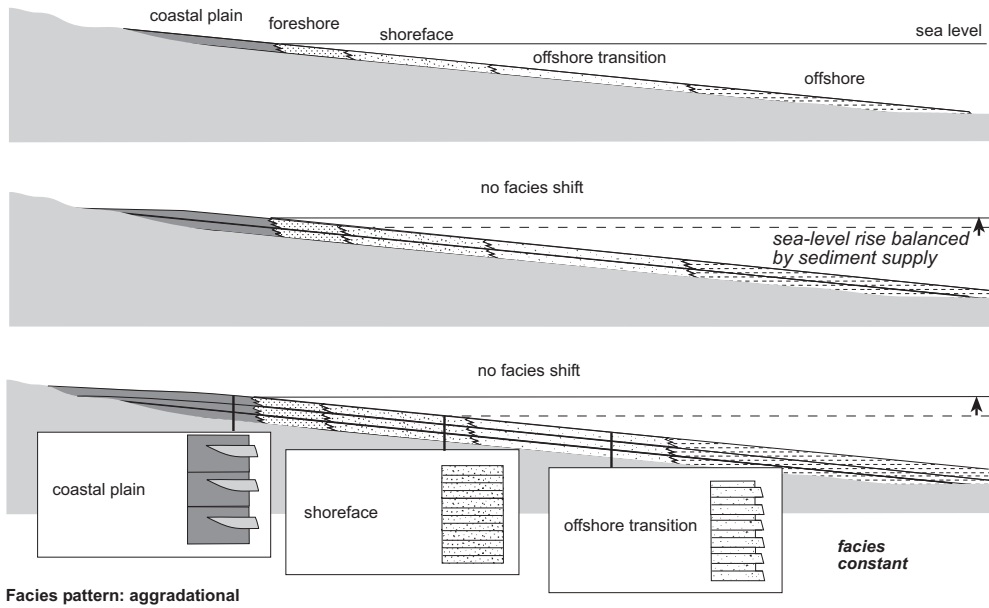 coastal plain
foreshore
shoreface
sea level
offshore transition
offshore
no facies shift
sea-level rise balanced
by sediment supply
no facies shift
coastal plain
shoreface
offshore transition
facies
constant
Facies pattern: aggradational